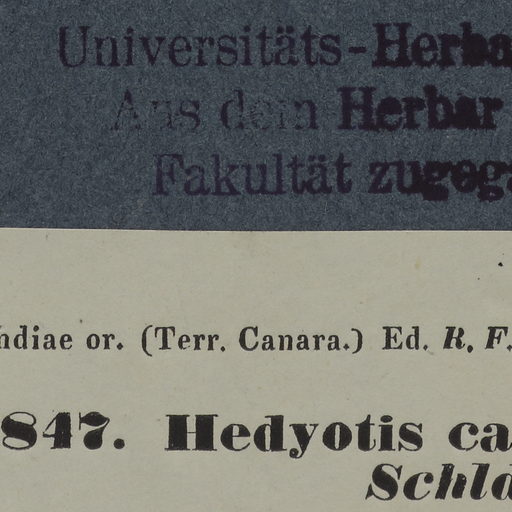 Universitäts-Herba
Aus dem Herbar
Fakultät zugega
ndiae or. (Terr. Canara.) Ed. R. F.
847. Hedyotis ca
Schld